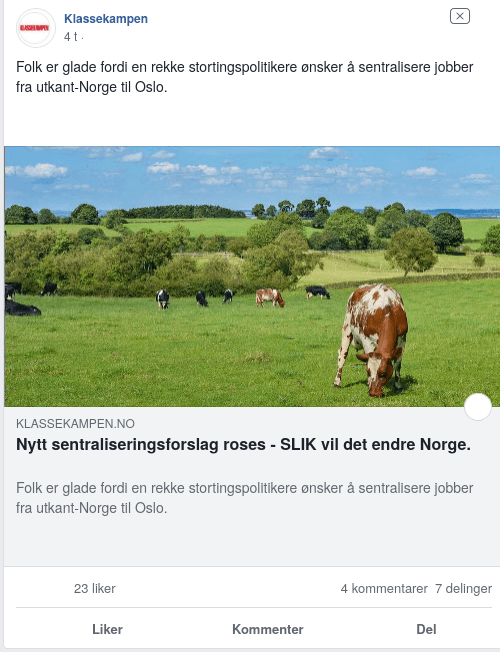 KLASSEKAMPEN
Klassekampen
4 t ·
Folk er glade fordi en rekke stortingspolitikere ønsker å sentralisere jobber
fra utkant-Norge til Oslo.
KLASSEKAMPEN.NO
Nytt sentraliseringsforslag roses - SLIK vil det endre Norge.
Folk er glade fordi en rekke stortingspolitikere ønsker å sentralisere jobber
fra utkant-Norge til Oslo.
23 liker 4 kommentarer 7 delinger
Liker Kommenter Del